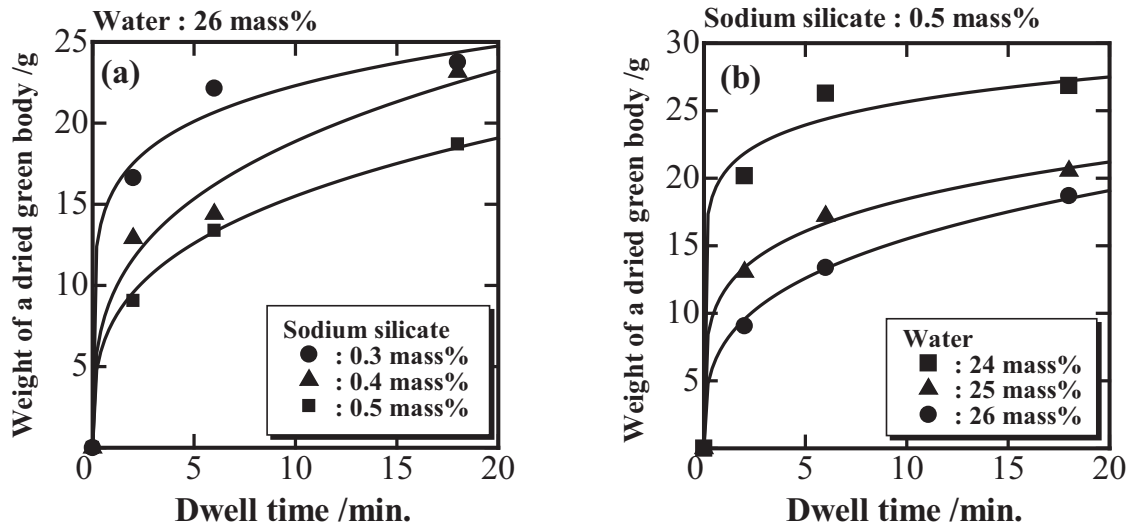 Water : 26 mass%
(a)
Weight of a dried green body /g
25
20
15
10
5
0
5
10
15
20
Dwell time /min.
Sodium silicate
: 0.3 mass%
: 0.4 mass%
: 0.5 mass%
Sodium silicate : 0.5 mass%
(b)
Weight of a dried green body /g
30
25
20
15
10
5
0
5
10
15
20
Dwell time /min.
Water
: 24 mass%
: 25 mass%
: 26 mass%